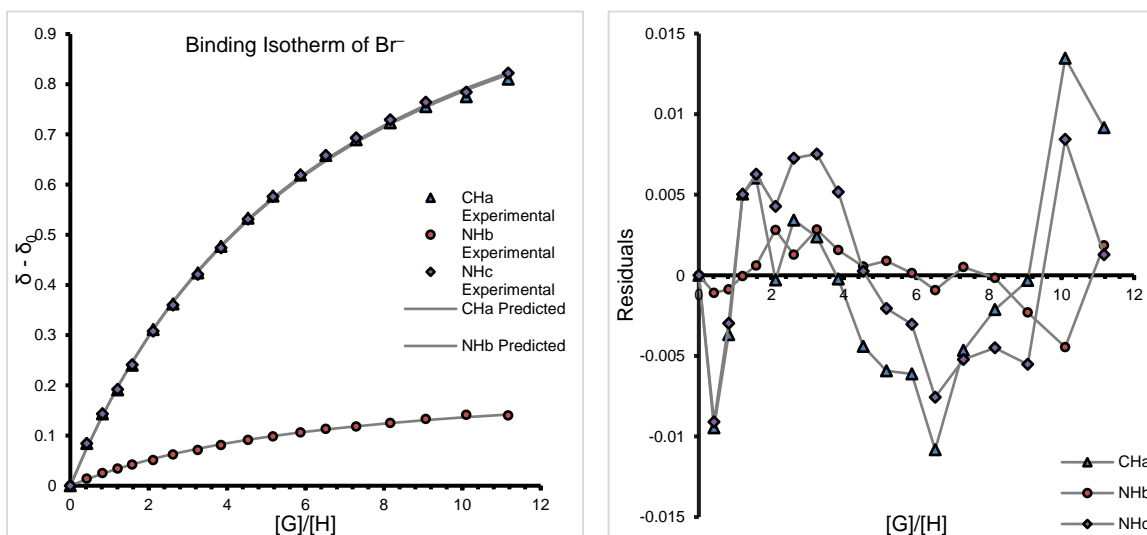 Binding Isotherm of Br⁻
0.9
0.8
0.7
0.6
0.5
0.4
0.3
0.2
0.1
0
δ - δ₀
0
2
4
6
8
10
12
[G]/[H]
CHa
Experimental
NHb
Experimental
NHc
Experimental
CHa Predicted
NHb Predicted
0.015
0.01
0.005
0
-0.005
-0.01
-0.015
Residuals
0
2
4
6
8
10
12
[G]/[H]
CHa
NHb